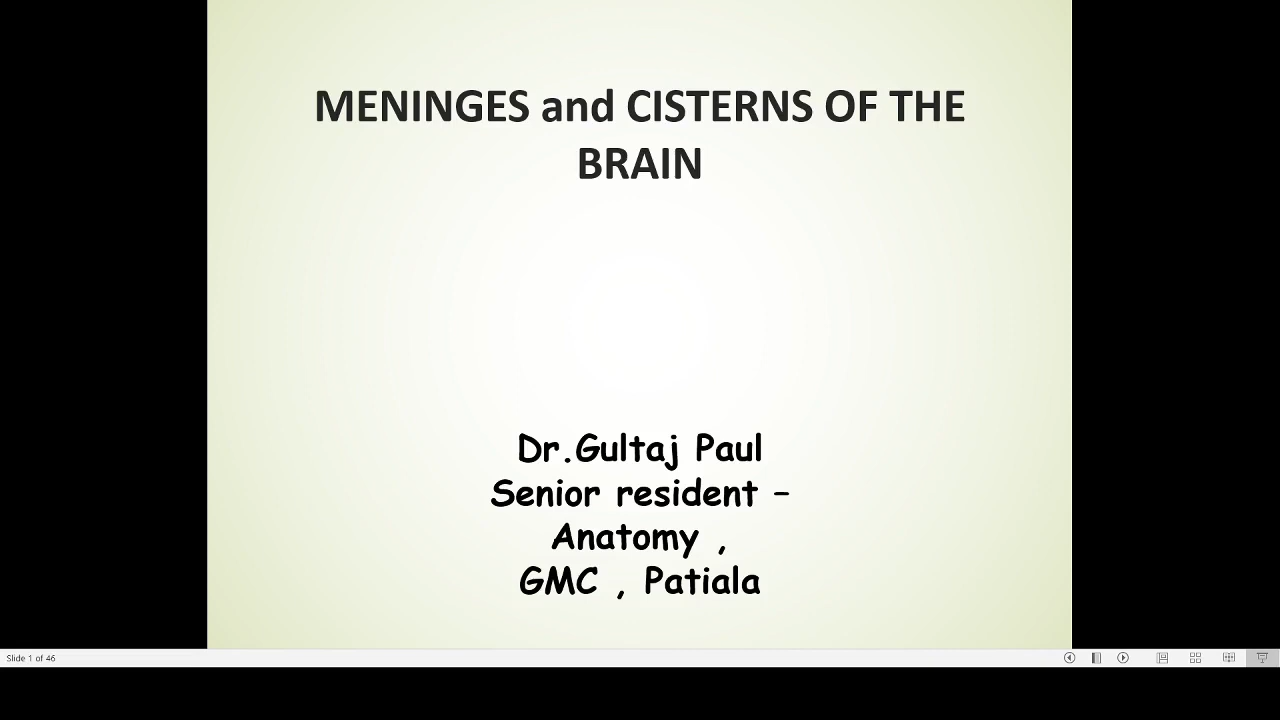 MENINGES and CISTERNS OF THE
BRAIN
Dr.Gultaj Paul
Senior resident –
Anatomy ,
GMC , Patiala
Slide 1 of 46